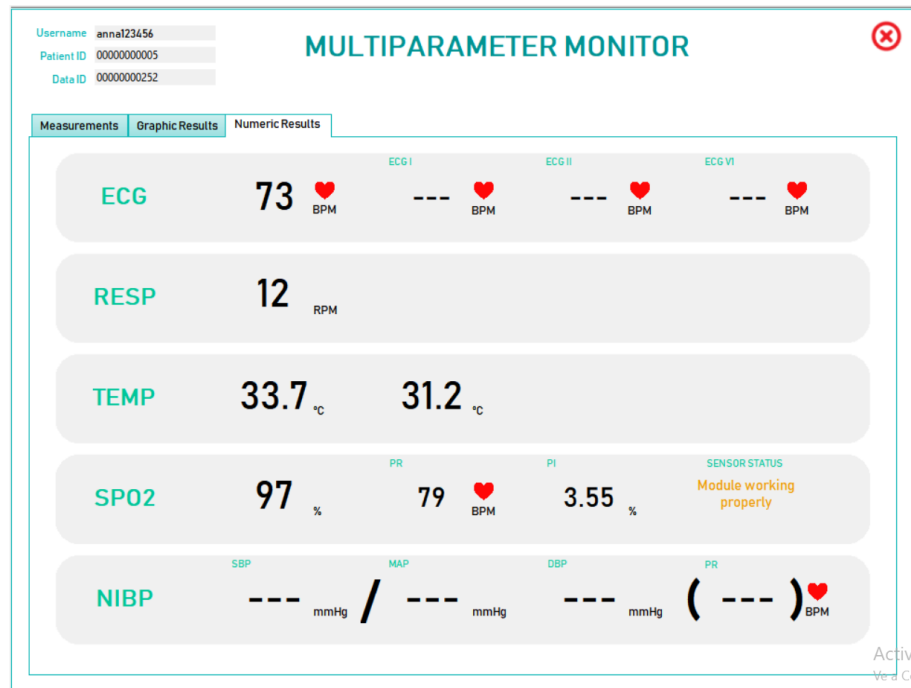 Username anna123456
MULTIPARAMETER MONITOR
Patient ID 00000000005
Data ID 00000000252
Measurements Graphic Results Numeric Results
ECG I ECG II ECG V1
ECG 73 BPM --- BPM --- BPM --- BPM
RESP 12 RPM
TEMP 33.7 °C 31.2 °C
PR PI SENSOR STATUS
SPO2 97 % 79 BPM 3.55 % Module working
properly
SBP MAP DBP PR
NIBP --- mmHg / --- mmHg --- mmHg ( --- ) BPM
Activ
Ve a C